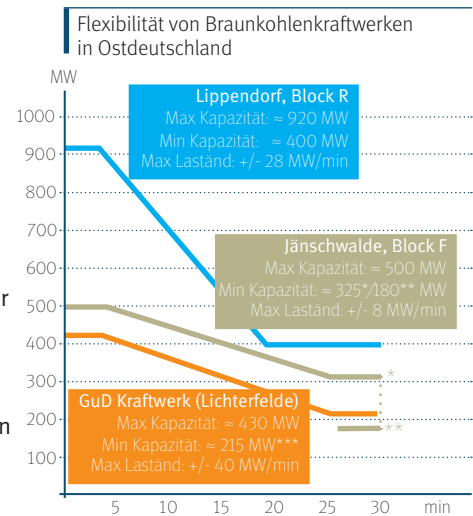 Flexibilität von Braunkohlenkraftwerken
in Ostdeutschland
MW
Lippendorf, Block R
Max Kapazität: ≈ 920 MW
Min Kapazität: ≈ 400 MW
Max Laständ: +/- 28 MW/min
Jänschwalde, Block F
Max Kapazität: ≈ 500 MW
Min Kapazität: ≈ 325*/180** MW
Max Laständ: +/- 8 MW/min
GuD Kraftwerk (Lichterfelde)
Max Kapazität: ≈ 430 MW
Min Kapazität: ≈ 215 MW***
Max Laständ: +/- 40 MW/min
1000
900
800
700
600
500
400
300
200
100
*
**
5 10 15 20 25 30 min
r
n